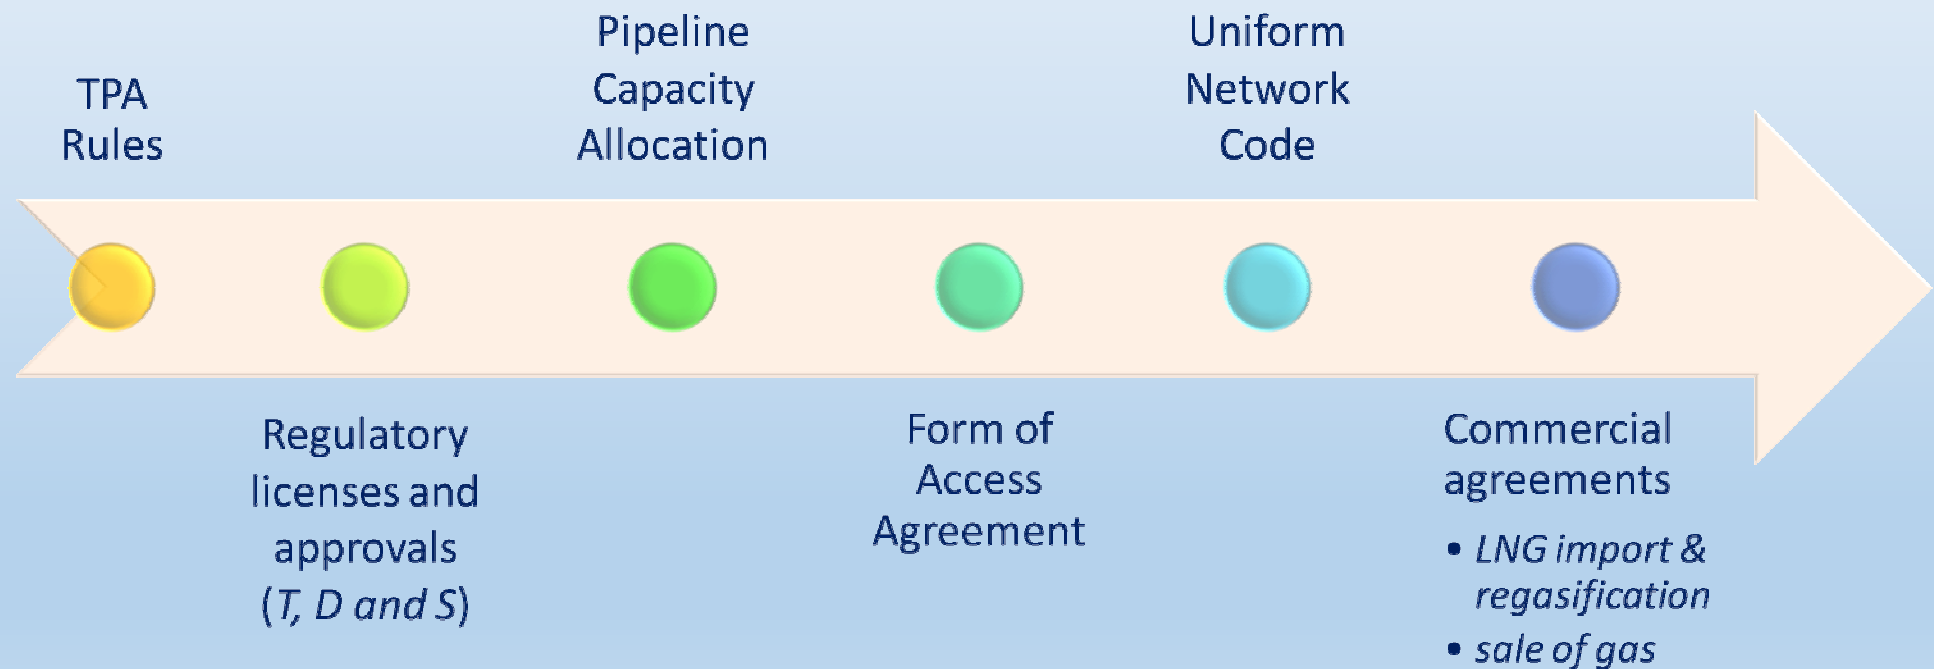 TPA
Rules
Regulatory
licenses and
approvals
(T, D and S)
Pipeline
Capacity
Allocation
Form of
Access
Agreement
Uniform
Network
Code
Commercial
agreements
• LNG import &
regasification
• sale of gas